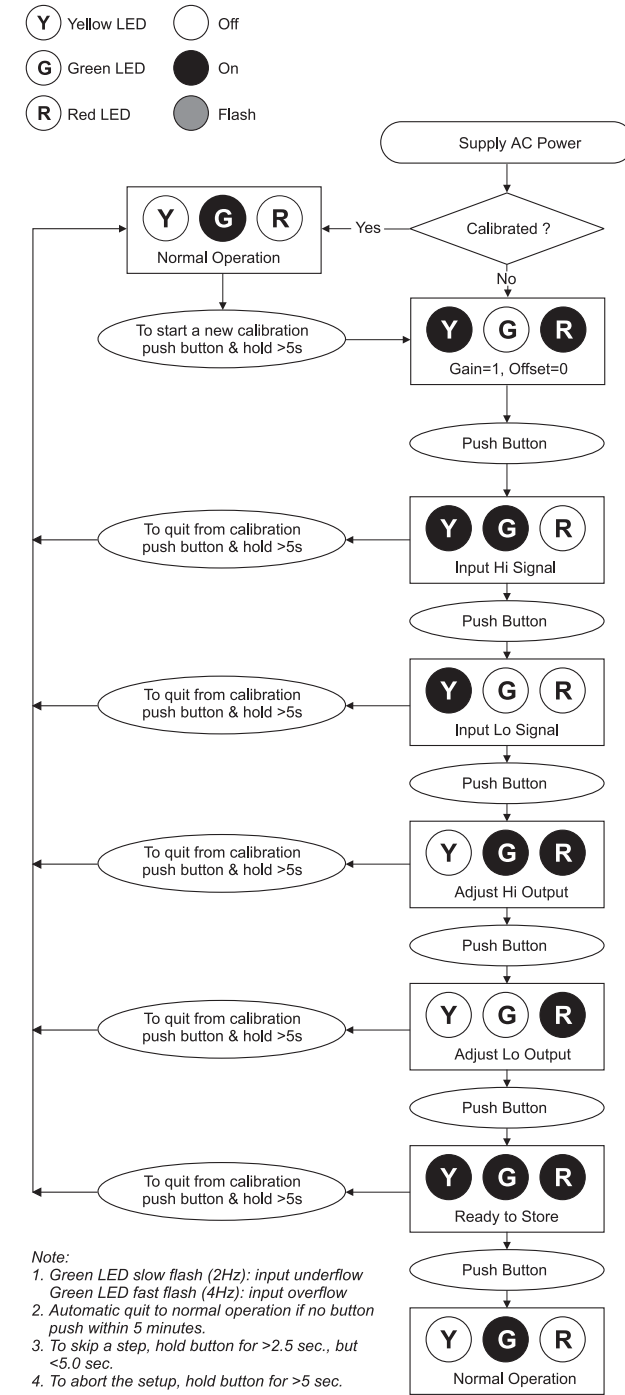 Y Yellow LED Off
G Green LED On
R Red LED Flash
Supply AC Power
Calibrated ?
Yes
No
Y G R
Normal Operation
To start a new calibration
push button & hold >5s
Y G R
Gain=1, Offset=0
Push Button
Y G R
Input Hi Signal
To quit from calibration
push button & hold >5s
Push Button
Y G R
Input Lo Signal
To quit from calibration
push button & hold >5s
Push Button
Y G R
Adjust Hi Output
To quit from calibration
push button & hold >5s
Push Button
Y G R
Adjust Lo Output
To quit from calibration
push button & hold >5s
Push Button
Y G R
Ready to Store
To quit from calibration
push button & hold >5s
Push Button
Y G R
Normal Operation
Note:
1. Green LED slow flash (2Hz): input underflow
Green LED fast flash (4Hz): input overflow
2. Automatic quit to normal operation if no button
push within 5 minutes.
3. To skip a step, hold button for >2.5 sec., but
<5.0 sec.
4. To abort the setup, hold button for >5 sec.